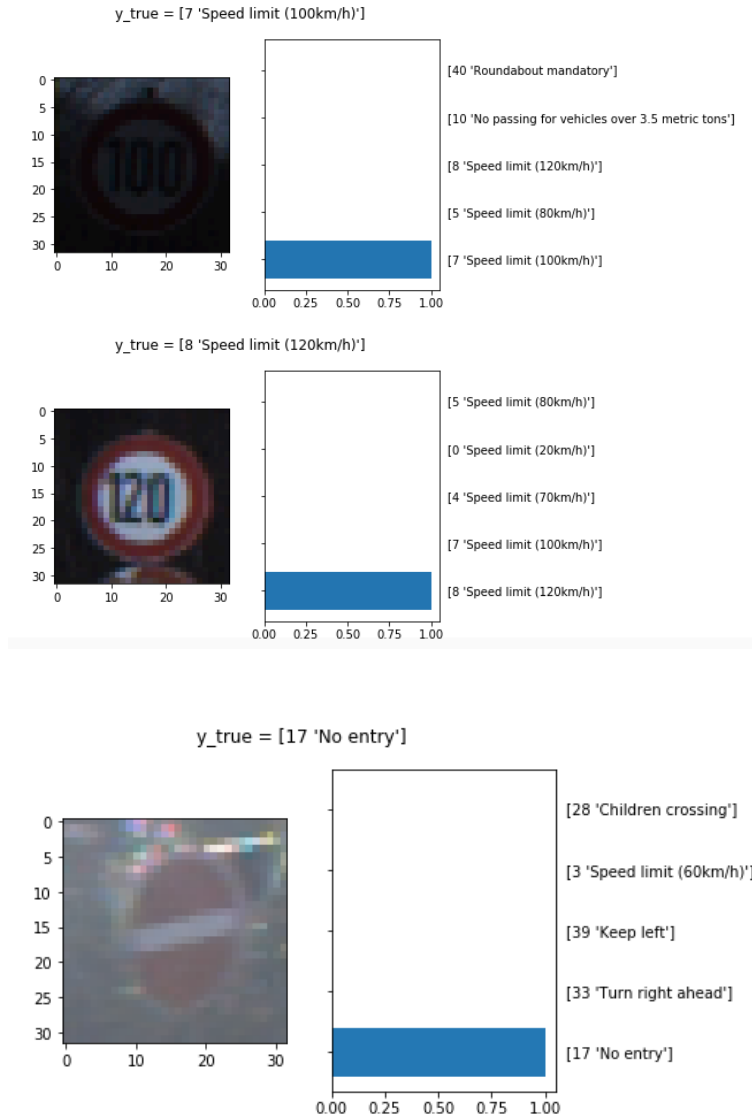 y_true = [7 'Speed limit (100km/h)']
0
5
10
15
20
25
30
0 10 20 30
100
[40 'Roundabout mandatory']
[10 'No passing for vehicles over 3.5 metric tons']
[8 'Speed limit (120km/h)']
[5 'Speed limit (80km/h)']
[7 'Speed limit (100km/h)']
0.00 0.25 0.50 0.75 1.00
y_true = [8 'Speed limit (120km/h)']
0
5
10
15
20
25
30
0 10 20 30
120
[5 'Speed limit (80km/h)']
[0 'Speed limit (20km/h)']
[4 'Speed limit (70km/h)']
[7 'Speed limit (100km/h)']
[8 'Speed limit (120km/h)']
0.00 0.25 0.50 0.75 1.00
y_true = [17 'No entry']
0
5
10
15
20
25
30
0 10 20 30
[28 'Children crossing']
[3 'Speed limit (60km/h)']
[39 'Keep left']
[33 'Turn right ahead']
[17 'No entry']
0.00 0.25 0.50 0.75 1.00